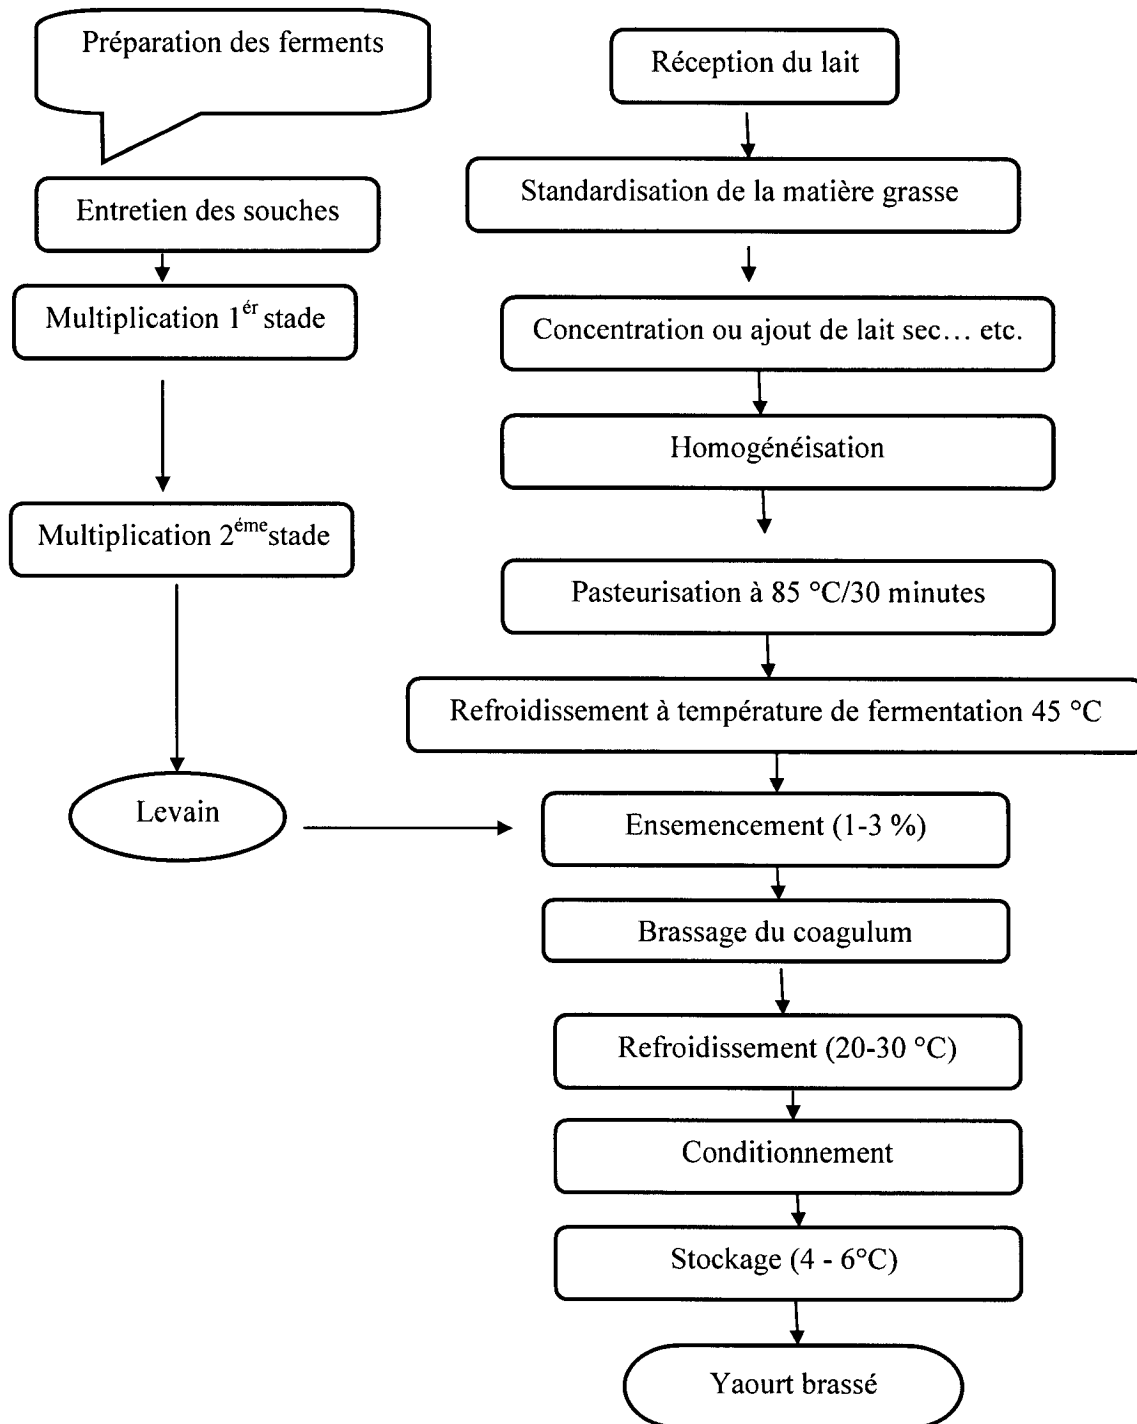 Préparation des ferments
Entretien des souches
Multiplication 1ér stade
Multiplication 2éme stade
Levain
Réception du lait
Standardisation de la matière grasse
Concentration ou ajout de lait sec… etc.
Homogénéisation
Pasteurisation à 85 °C/30 minutes
Refroidissement à température de fermentation 45 °C
Ensemencement (1-3 %)
Brassage du coagulum
Refroidissement (20-30 °C)
Conditionnement
Stockage (4 - 6°C)
Yaourt brassé